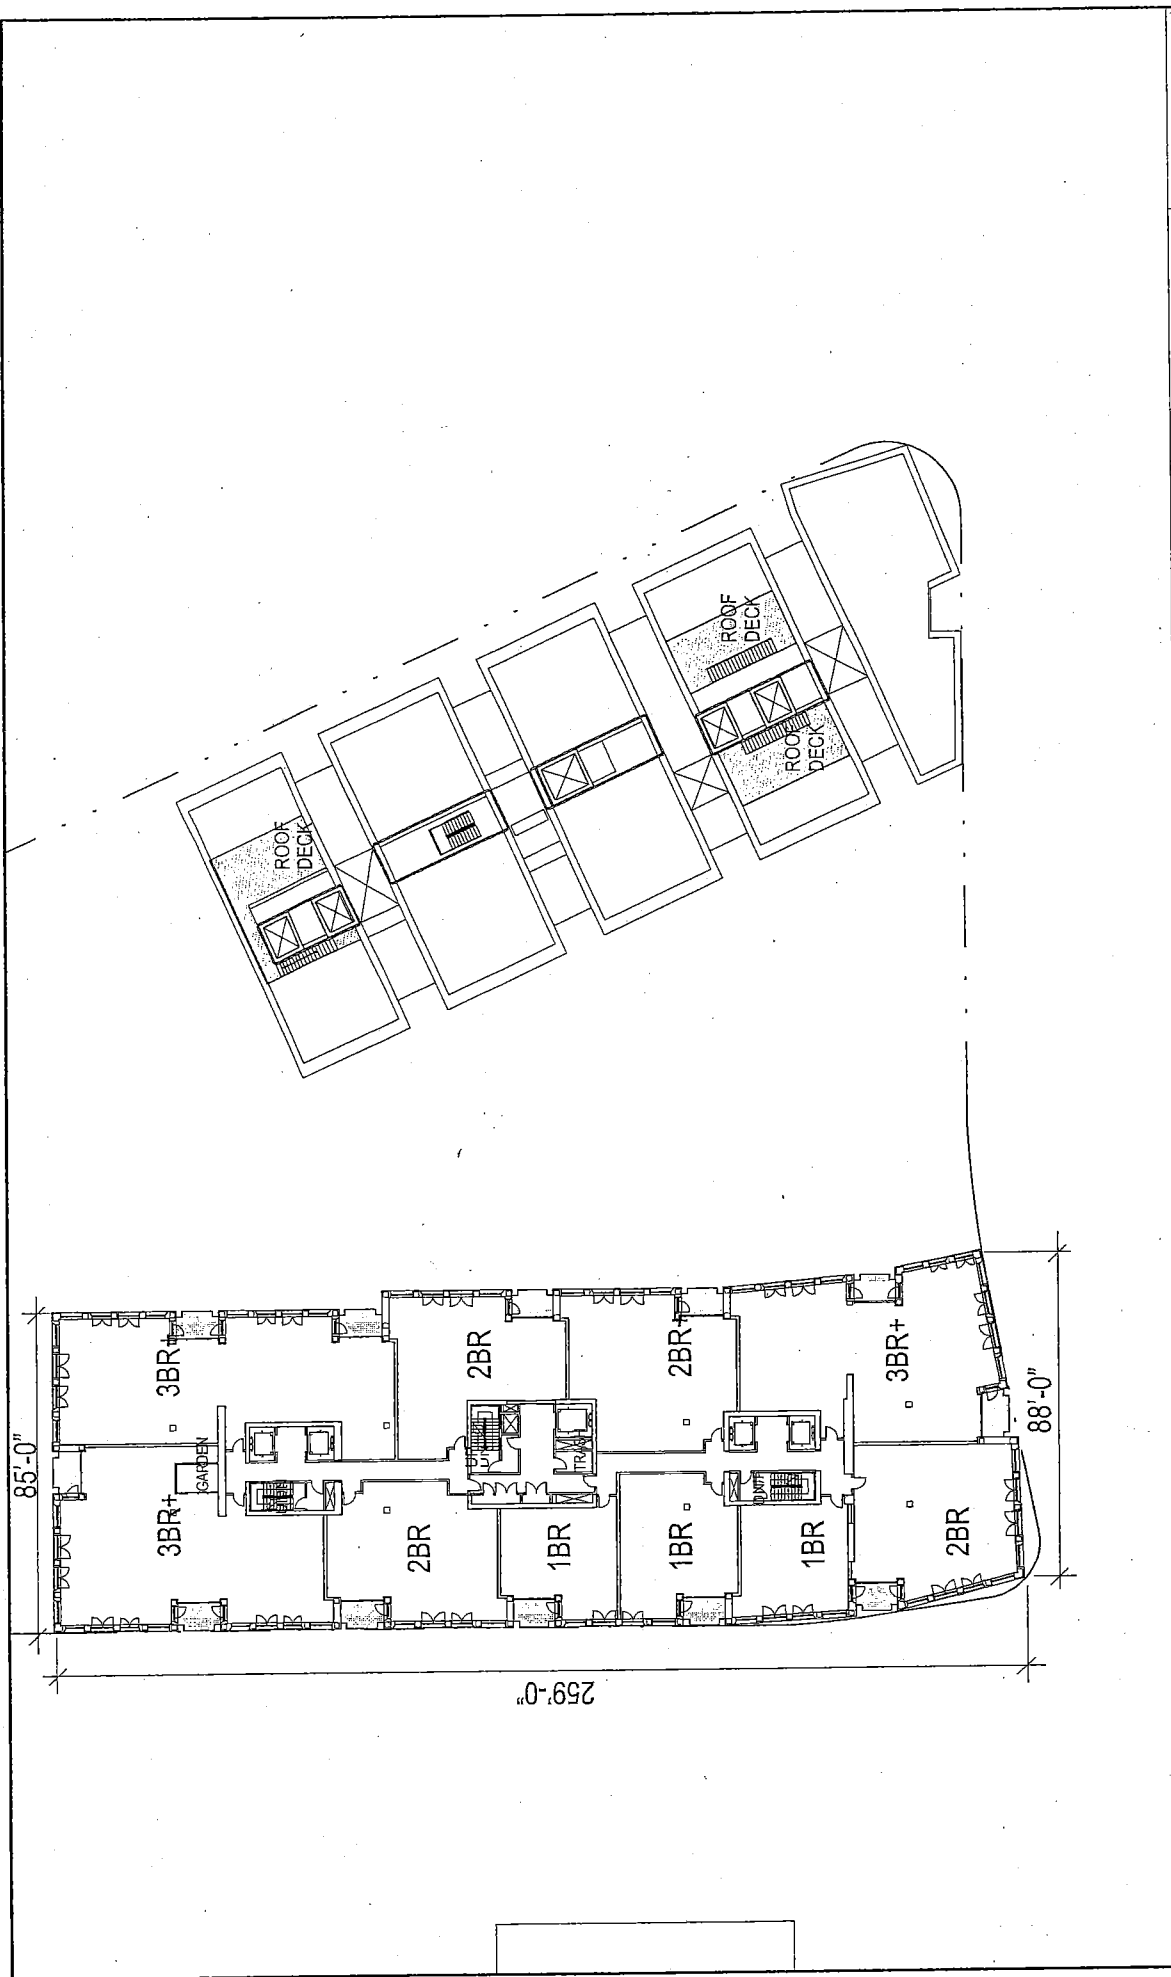 ROOF
DECK
ROOF
DECK
ROOF
DECK
85'-0"
3BR+
2BR
2BR+
3BR+
88'-0"
GARDEN
3BR+
2BR
1BR
1BR
1BR
2BR
259'-0"